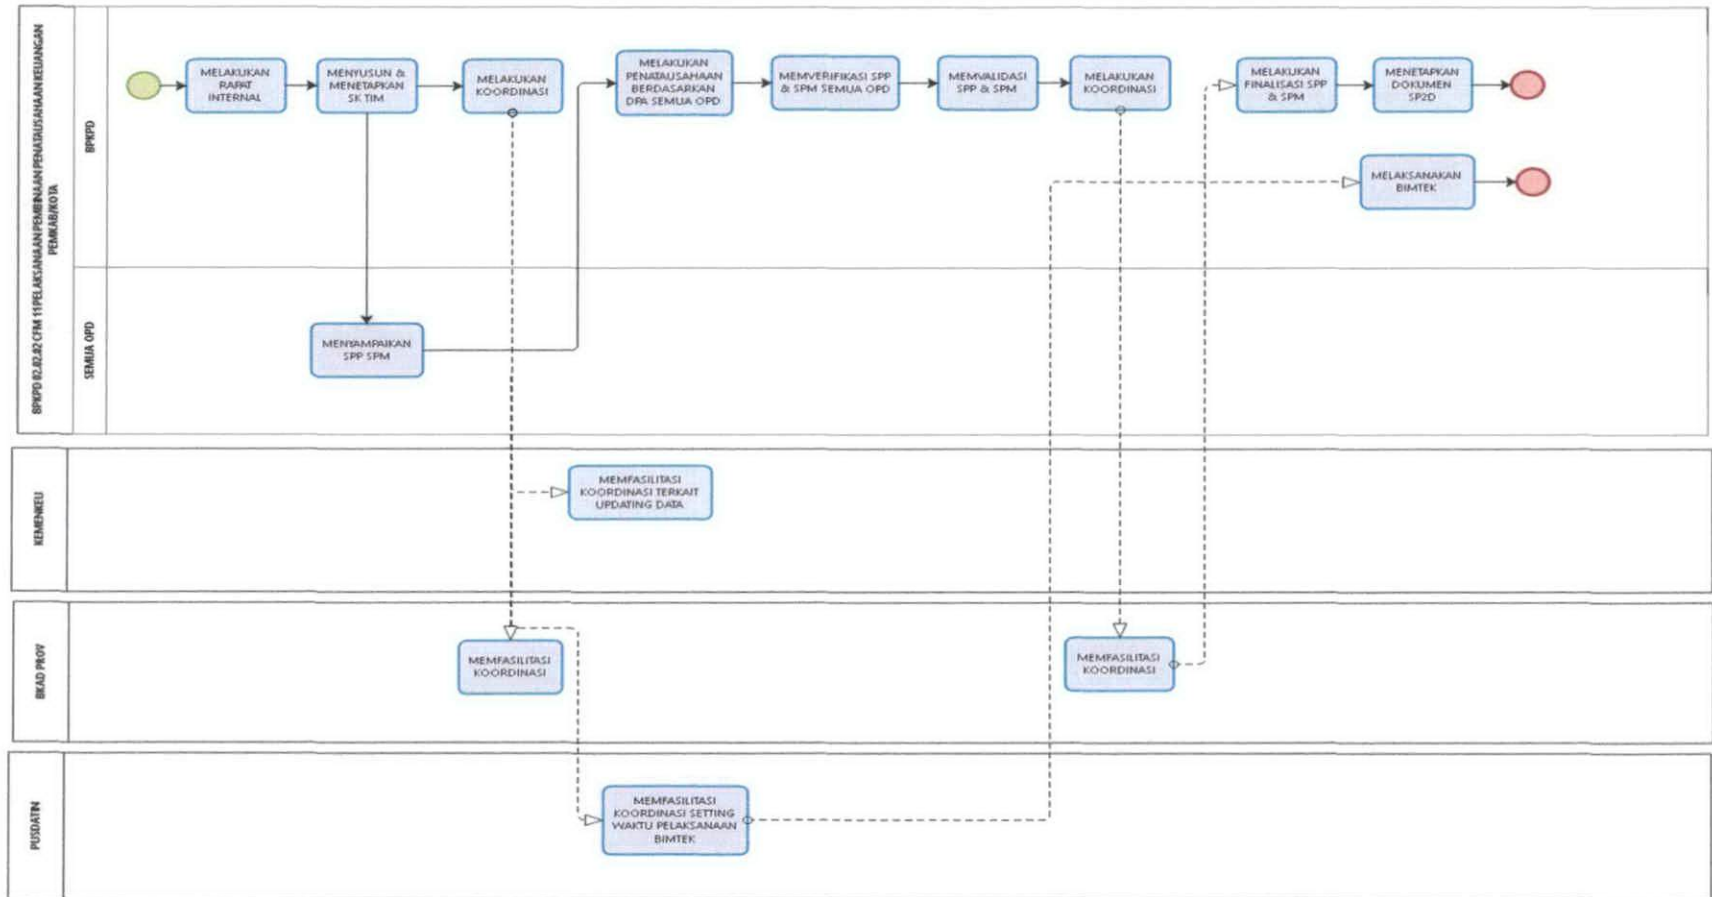 BPKPD 02.02.02 CFM 11 PELAKSANAAN PEMBINAAN PENATAUSAHAAN KEUANGAN
PEMKAB/KOTA
BPKPD
MELAKUKAN
RAPAT
INTERNAL
MENYUSUN &
MENETAPKAN
SK TIM
MELAKUKAN
KOORDINASI
MELAKUKAN
PENATAUSAHAAN
BERDASARKAN
DPA SEMUA OPD
MEMVERIFIKASI SPP
& SPM SEMUA OPD
MEMVALIDASI
SPP & SPM
MELAKUKAN
KOORDINASI
MELAKUKAN
FINALISASI SPP
& SPM
MENETAPKAN
DOKUMEN
SP2D
MELAKSANAKAN
BIMTEK
SEMUA OPD
MENYAMPAIKAN
SPP SPM
KEMENKEU
MEMFASILITASI
KOORDINASI TERKAIT
UPDATING DATA
BKAD PROV
MEMFASILITASI
KOORDINASI
MEMFASILITASI
KOORDINASI
PUSDATIN
MEMFASILITASI
KOORDINASI SETTING
WAKTU PELAKSANAAN
BIMTEK